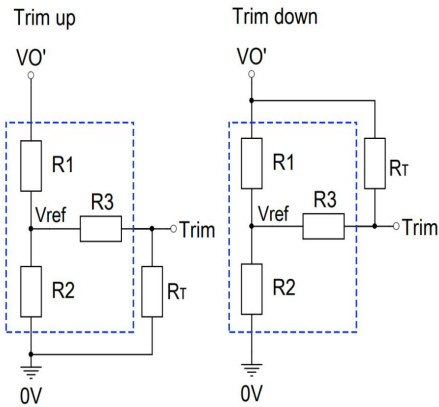 Trim up
VO'
R1
Vref
R3
Trim
R2
RT
0V
Trim down
VO'
R1
RT
Vref
R3
Trim
R2
0V